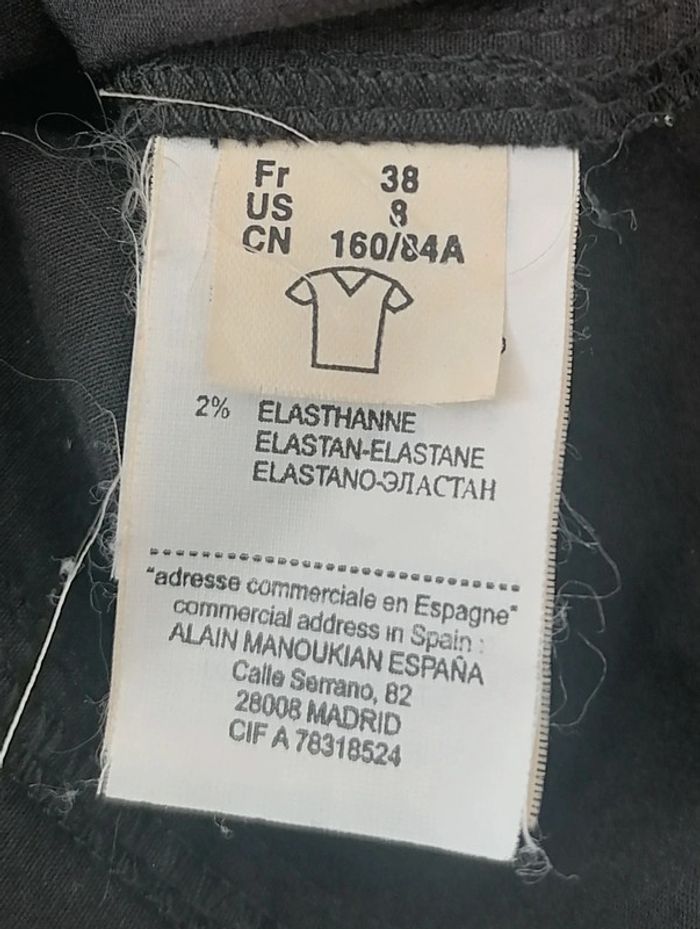 Fr 38
US 8
CN 160/84A
2% ELASTHANNE
ELASTAN-ELASTANE
ELASTANO-ЭЛАСТАН
"adresse commerciale en Espagne"
commercial address in Spain :
ALAIN MANOUKIAN ESPAÑA
Calle Serrano, 82
28008 MADRID
CIF A 78318524